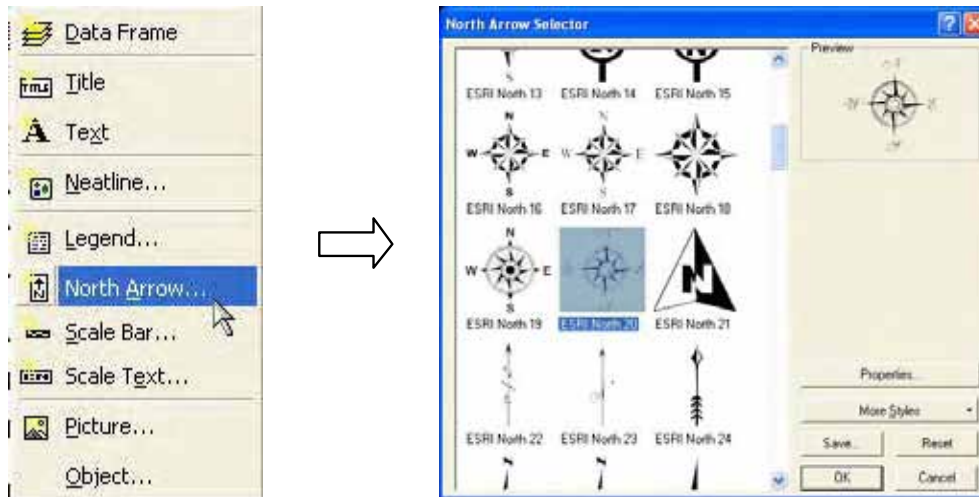 Data Frame
Title
Text
Neatline...
Legend...
North Arrow...
Scale Bar...
Scale Text...
Picture...
Object...
North Arrow Selector
ESRI North 13 ESRI North 14 ESRI North 15
N
W E
S
N
W E
S
ESRI North 16 ESRI North 17 ESRI North 18
N
W E
S
N
ESRI North 19 ESRI North 20 ESRI North 21
ESRI North 22 ESRI North 23 ESRI North 24
Preview
Properties...
More Styles
Save... Reset
OK Cancel